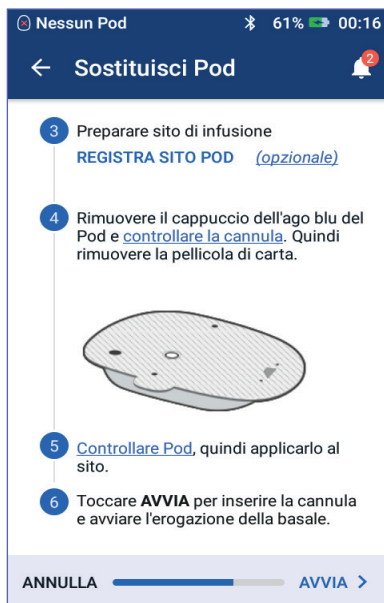 Nessun Pod 61% 00:16
Sostituisci Pod 2
3 Preparare sito di infusione
REGISTRA SITO POD (opzionale)
4 Rimuovere il cappuccio dell'ago blu del
Pod e controllare la cannula. Quindi
rimuovere la pellicola di carta.
5 Controllare Pod, quindi applicarlo al
sito.
6 Toccare AVVIA per inserire la cannula
e avviare l'erogazione della basale.
ANNULLA AVVIA